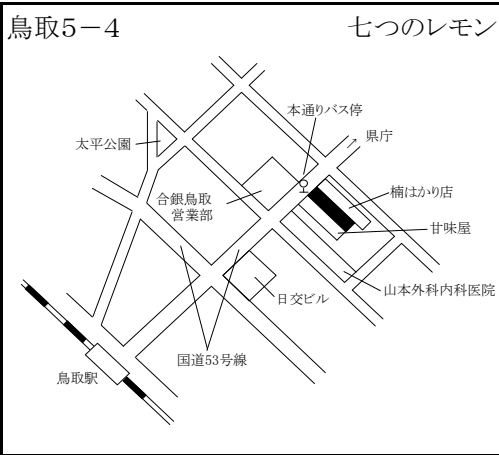 鳥取5－4
七つのレモン
本通りバス停
県庁
太平公園
楠はかり店
合銀鳥取
営業部
甘味屋
山本外科内科医院
日交ビル
国道53号線
鳥取駅